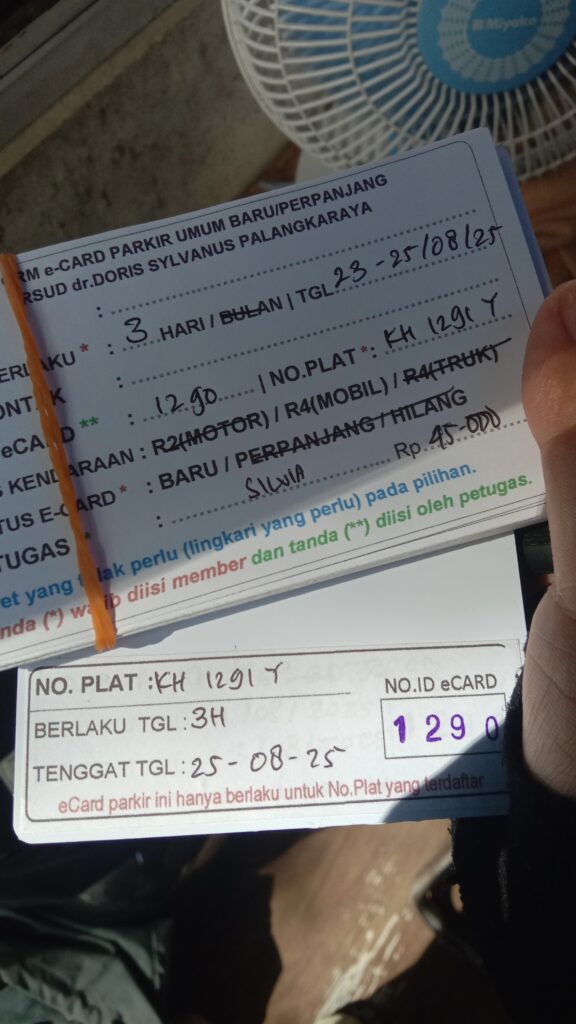 Miyako
RM e-CARD PARKIR UMUM BARU/PERPANJANG
RSUD dr.DORIS SYLVANUS PALANGKARAYA
: 
ERLAKU * : 3 HARI / BULAN | TGL 23 - 25/08/25
ONTAK :
eCARD ** : 1290 | NO.PLAT * : KH 1291 Y
S KENDARAAN : R2(MOTOR) / R4(MOBIL) / R4(TRUK)
TUS E-CARD * : BARU / PERPANJANG / HILANG
TUGAS : SILVIA Rp 45.000
ret yang tidak perlu (lingkari yang perlu) pada pilihan.
nda (*) wajib diisi member dan tanda (**) diisi oleh petugas.
NO. PLAT : KH 1291 Y
BERLAKU TGL : 3H
TENGGAT TGL : 25 - 08 - 25
NO.ID eCARD
1290
eCard parkir ini hanya berlaku untuk No.Plat yang terdaftar